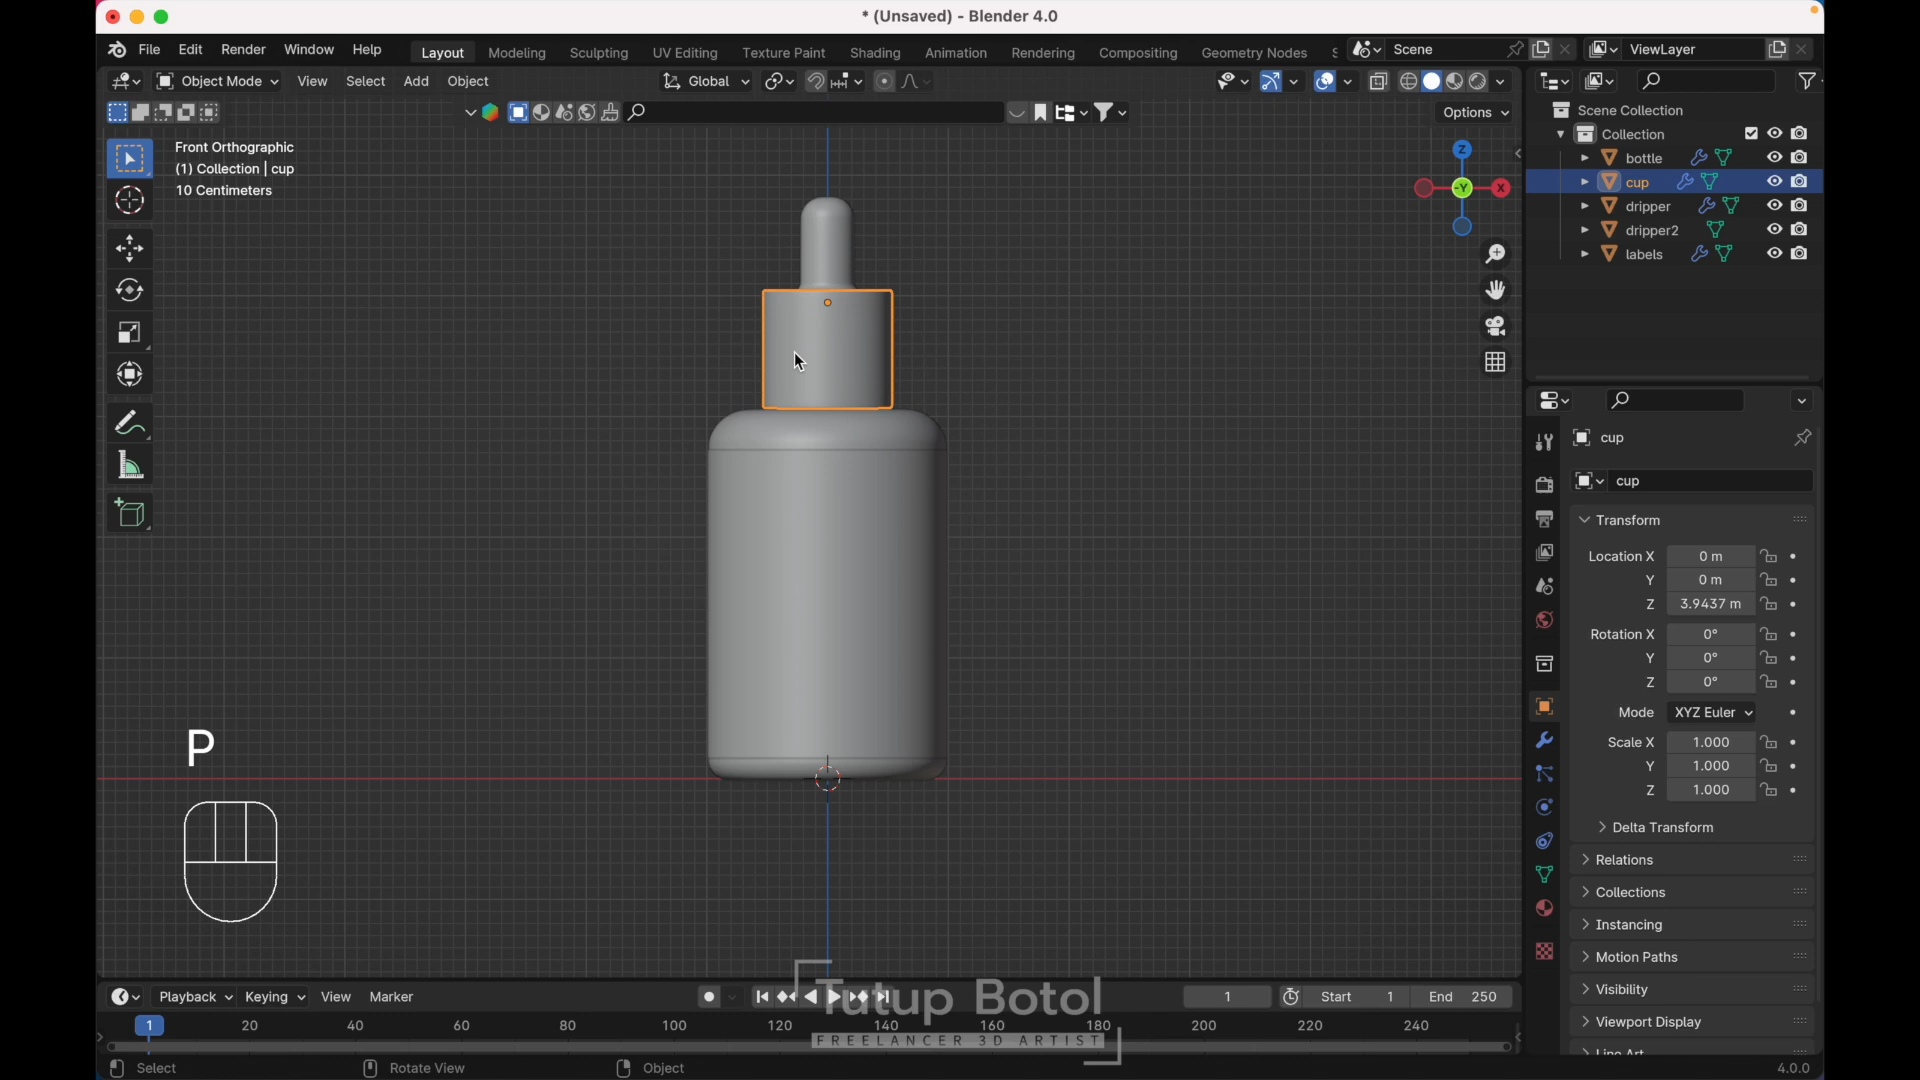 * (Unsaved) - Blender 4.0
File Edit Render Window Help Layout Modeling Sculpting UV Editing Texture Paint Shading Animation Rendering Compositing Geometry Nodes Scene ViewLayer
Object Mode View Select Add Object Global
Options
Front Orthographic
(1) Collection | cup
10 Centimeters
Z
-Y
X
Scene Collection
Collection
bottle
cup
dripper
dripper2
labels
cup
cup
Transform
Location X 0 m
Y 0 m
Z 3.9437 m
Rotation X 0°
Y 0°
Z 0°
Mode XYZ Euler
Scale X 1.000
Y 1.000
Z 1.000
Delta Transform
Relations
Collections
Instancing
Motion Paths
Visibility
Viewport Display
Line Art
P
Playback Keying View Marker 1 Start 1 End 250
1 20 40 60 80 100 120 140 160 180 200 220 240
Tutup Botol
FREELANCER 3D ARTIST
Select Rotate View Object 4.0.0